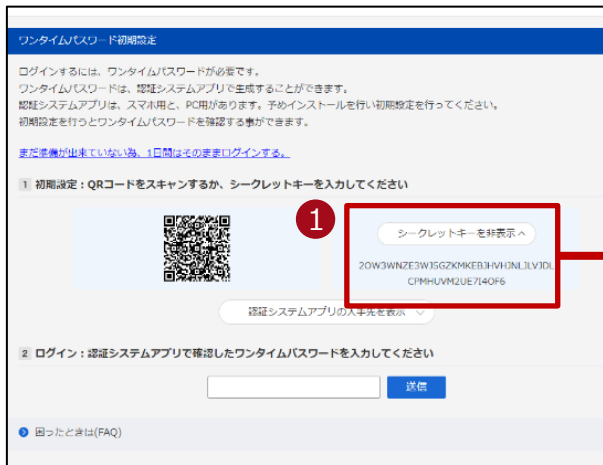 ワンタイムパスワード初期設定
ログインするには、ワンタイムパスワードが必要です。
ワンタイムパスワードは、認証システムアプリで生成することができます。
認証システムアプリは、スマホ用と、PC用があります。予めインストールを行い初期設定を行ってください。
初期設定を行うとワンタイムパスワードを確認する事ができます。
まだ準備が出来ていない為、1日間はそのままログインする。
1 初期設定：QRコードをスキャンするか、シークレットキーを入力してください
1
シークレットキーを非表示
認証システムアプリの入手先を表示
2 ログイン：認証システムアプリで確認したワンタイムパスワードを入力してください
送信
困ったときは(FAQ)